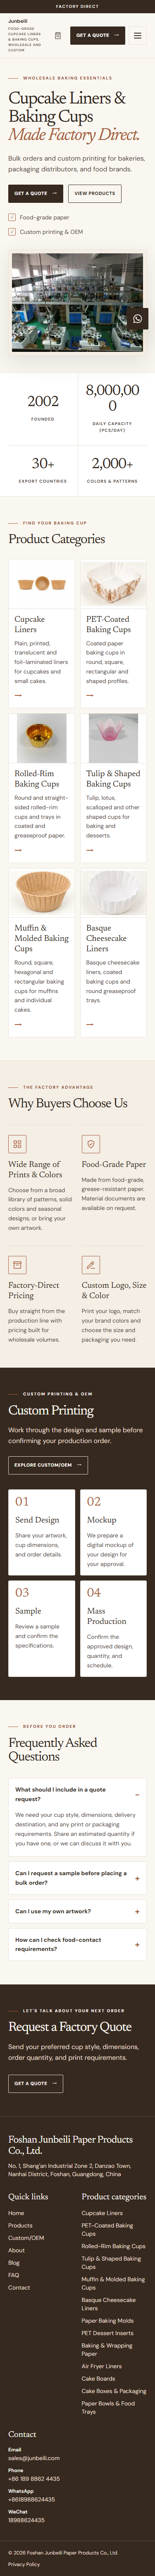 FACTORY DIRECT
Junbeili
FOOD-GRADE
CUPCAKE LINERS
& BAKING CUPS,
WHOLESALE AND
CUSTOM
GET A QUOTE →
WHOLESALE BAKING ESSENTIALS
Cupcake Liners &
Baking Cups
Made Factory Direct.
Bulk orders and custom printing for bakeries,
packaging distributors, and food brands.
GET A QUOTE →
VIEW PRODUCTS
Food-grade paper
Custom printing & OEM
2002
FOUNDED
8,000,00
0
DAILY CAPACITY
(PCS/DAY)
30+
EXPORT COUNTRIES
2,000+
COLORS & PATTERNS
FIND YOUR BAKING CUP
Product Categories
Cupcake
Liners
Plain, printed,
translucent and
foil-laminated liners
for cupcakes and
small cakes.
→
PET-Coated
Baking Cups
Coated paper
baking cups in
round, square,
rectangular and
shaped profiles.
→
Rolled-Rim
Baking Cups
Round and straight-
sided rolled-rim
cups and trays in
coated and
greaseproof paper.
→
Tulip & Shaped
Baking Cups
Tulip, lotus,
scalloped and other
shaped cups for
baking and
desserts.
→
Muffin &
Molded Baking
Cups
Round, square,
hexagonal and
rectangular baking
cups for muffins
and individual
cakes.
→
Basque
Cheesecake
Liners
Basque cheesecake
liners, coated
baking cups and
round greaseproof
trays.
→
THE FACTORY ADVANTAGE
Why Buyers Choose Us
Wide Range of
Prints & Colors
Choose from a broad
library of patterns, solid
colors and seasonal
designs, or bring your
own artwork.
Food-Grade Paper
Made from food-grade,
grease-resistant paper.
Material documents are
available on request.
Factory-Direct
Pricing
Buy straight from the
production line with
pricing built for
wholesale volumes.
Custom Logo, Size
& Color
Print your logo, match
your brand colors and
choose the size and
packaging you need.
CUSTOM PRINTING & OEM
Custom Printing
Work through the design and sample before
confirming your production order.
EXPLORE CUSTOM/OEM →
01
Send Design
Share your artwork,
cup dimensions,
and order details.
02
Mockup
We prepare a
digital mockup of
your design for
your approval.
03
Sample
Review a sample
and confirm the
specifications.
04
Mass
Production
Confirm the
approved design,
quantity, and
schedule.
BEFORE YOU ORDER
Frequently Asked
Questions
What should I include in a quote
request?
−
We need your cup style, dimensions, delivery
destination, and any print or packaging
requirements. Share an estimated quantity if
you have one, or we can discuss it with you.
Can I request a sample before placing a
bulk order?
+
Can I use my own artwork?
+
How can I check food-contact
requirements?
+
LET'S TALK ABOUT YOUR NEXT ORDER
Request a Factory Quote
Send your preferred cup style, dimensions,
order quantity, and print requirements.
GET A QUOTE →
Foshan Junbeili Paper Products
Co., Ltd.
No. 1, Shang'an Industrial Zone 2, Danzao Town,
Nanhai District, Foshan, Guangdong, China
Quick links
Home
Products
Custom/OEM
About
Blog
FAQ
Contact
Product categories
Cupcake Liners
PET-Coated Baking
Cups
Rolled-Rim Baking Cups
Tulip & Shaped Baking
Cups
Muffin & Molded Baking
Cups
Basque Cheesecake
Liners
Paper Baking Molds
PET Dessert Inserts
Baking & Wrapping
Paper
Air Fryer Liners
Cake Boards
Cake Boxes & Packaging
Paper Bowls & Food
Trays
Contact
Email
sales@junbeili.com
Phone
+86 189 8862 4435
WhatsApp
+8618988624435
WeChat
18988624435
© 2026 Foshan Junbeili Paper Products Co., Ltd.
Privacy Policy